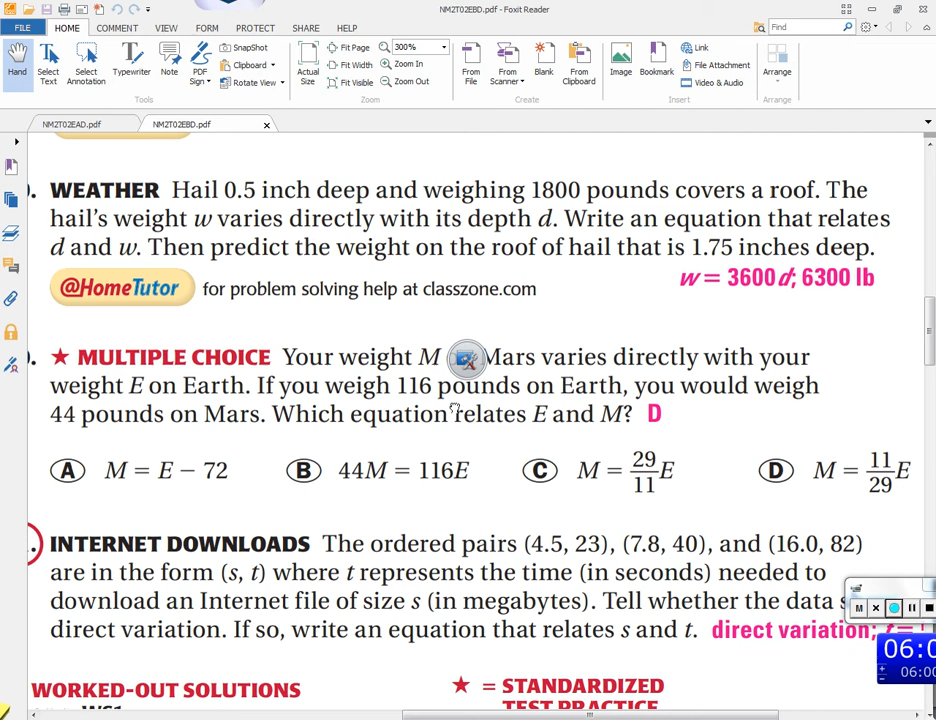 NM2T02EBD.pdf - Foxit Reader
FILE HOME COMMENT VIEW FORM PROTECT SHARE HELP
Find
Hand
Select Text
Select Annotation
Typewriter
Note
PDF Sign
SnapShot
Clipboard
Rotate View
Tools
Actual Size
Fit Page
Fit Width
Fit Visible
300%
Zoom In
Zoom Out
Zoom
From File
From Scanner
Blank
From Clipboard
Create
Image
Bookmark
Link
File Attachment
Video & Audio
Insert
Arrange
Arrange
NM2T02EAD.pdf NM2T02EBD.pdf
. WEATHER Hail 0.5 inch deep and weighing 1800 pounds covers a roof. The
hail's weight w varies directly with its depth d. Write an equation that relates
d and w. Then predict the weight on the roof of hail that is 1.75 inches deep.
w = 3600d; 6300 lb
@HomeTutor for problem solving help at classzone.com
. ★ MULTIPLE CHOICE Your weight M Mars varies directly with your
weight E on Earth. If you weigh 116 pounds on Earth, you would weigh
44 pounds on Mars. Which equation relates E and M? D
A M = E − 72 B 44M = 116E C M = 29/11 E D M = 11/29 E
. INTERNET DOWNLOADS The ordered pairs (4.5, 23), (7.8, 40), and (16.0, 82)
are in the form (s, t) where t represents the time (in seconds) needed to
download an Internet file of size s (in megabytes). Tell whether the data
direct variation. If so, write an equation that relates s and t. direct variation; t =
M
06:0
06:00
WORKED-OUT SOLUTIONS
★ = STANDARDIZED
TEST PRACTICE